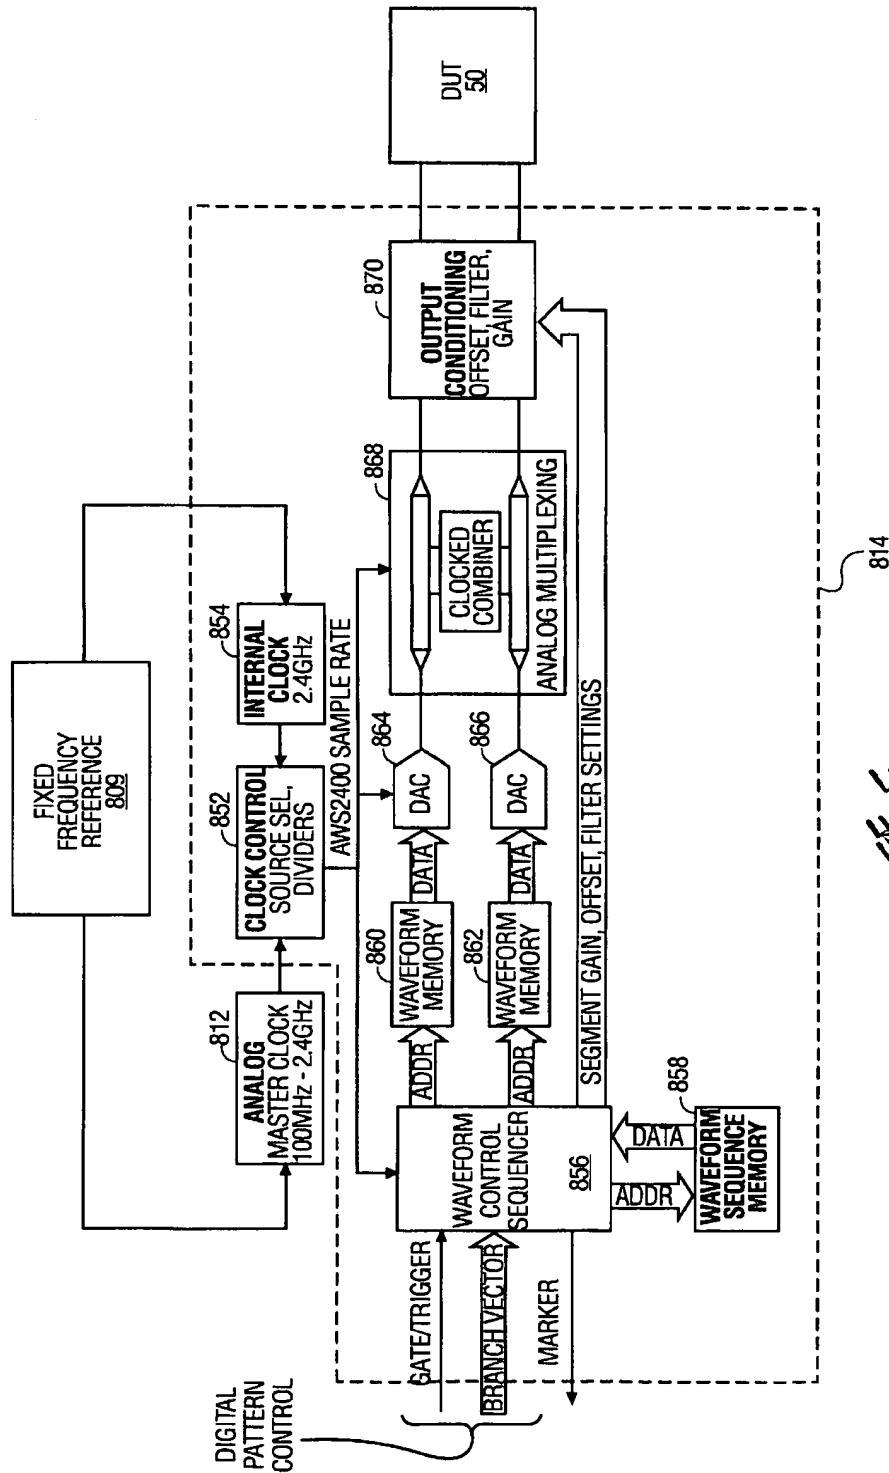 FIXED
FREQUENCY
REFERENCE
809
812
ANALOG
MASTER CLOCK
100MHz - 2.4GHz
852
CLOCK CONTROL
SOURCE SEL,
DIVIDERS
854
INTERNAL
CLOCK
2.4GHz
AWS2400 SAMPLE RATE
DIGITAL
PATTERN
CONTROL
GATE/TRIGGER
BRANCH VECTOR
MARKER
WAVEFORM
CONTROL
SEQUENCER
856
ADDR
860
WAVEFORM
MEMORY
DATA
864
DAC
ADDR
862
WAVEFORM
MEMORY
DATA
866
DAC
868
CLOCKED
COMBINER
ANALOG MULTIPLEXING
870
OUTPUT
CONDITIONING
OFFSET, FILTER,
GAIN
DUT
50
SEGMENT GAIN, OFFSET, FILTER SETTINGS
ADDR
DATA
858
WAVEFORM
SEQUENCE
MEMORY
814